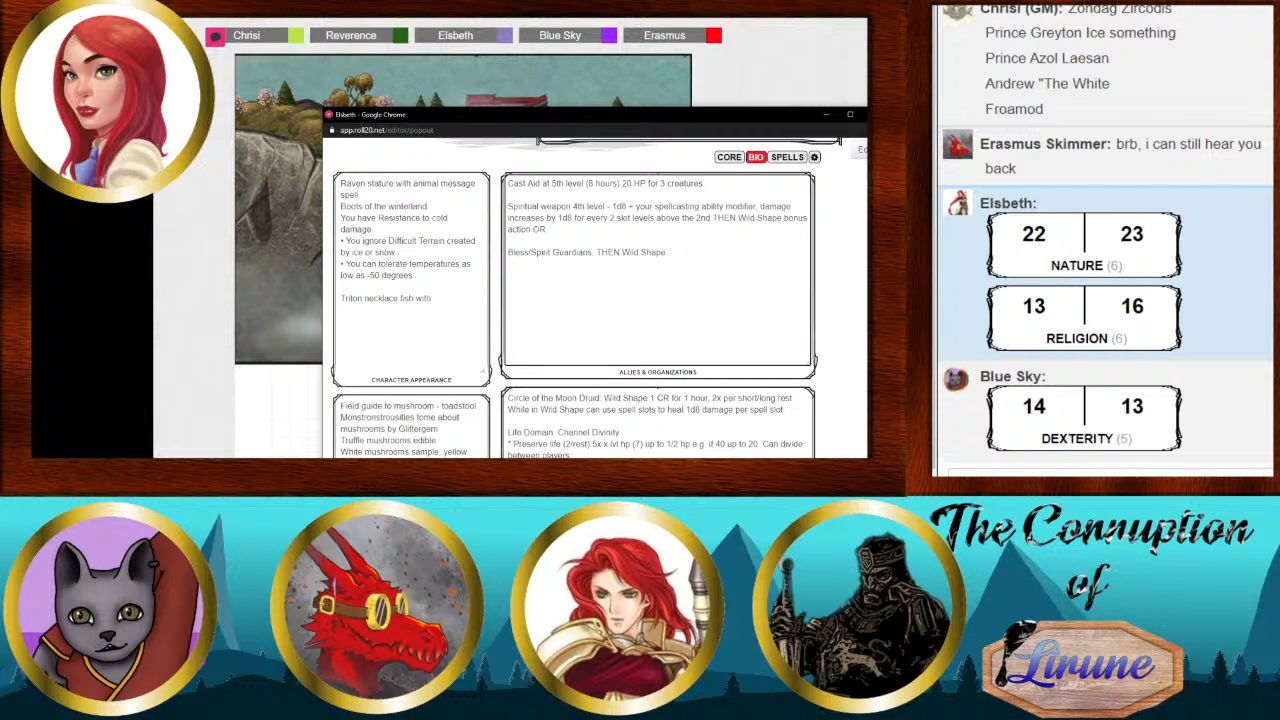 Chrisi
Reverence
Elsbeth
Blue Sky
Erasmus
Elsbeth - Google Chrome
app.roll20.net/editor/popout
CORE
BIO
SPELLS
Ed
Raven stature with animal message
spell
Boots of the winterland
You have Resistance to cold
damage
• You ignore Difficult Terrain created
by ice or snow.
• You can tolerate temperatures as
low as -50 degrees
Triton necklace fish with
CHARACTER APPEARANCE
Cast Aid at 5th level (8 hours) 20 HP for 3 creatures.
Spiritual weapon 4th level - 1d8 + your spellcasting ability modifier, damage
increases by 1d8 for every 2 slot levels above the 2nd THEN Wild Shape bonus
action OR
Bless/Spirit Guardians, THEN Wild Shape
ALLIES & ORGANIZATIONS
Field guide to mushroom - toadstool
Monstronstrousities tome about
mushrooms by Glittergem
Truffle mushrooms edible
White mushrooms sample, yellow
Circle of the Moon Druid: Wild Shape 1 CR for 1 hour, 2x per short/long rest
While in Wild Shape can use spell slots to heal 1d8 damage per spell slot
Life Domain. Channel Divinity
* Preserve life (2/rest) 5x x lvl hp (7) up to 1/2 hp e.g. if 40 up to 20. Can divide
between players
Chrisi (GM): Zondag Zircodis
Prince Greyton Ice something
Prince Azol Laesan
Andrew "The White
Froamod
Erasmus Skimmer: brb, i can still hear you
back
Elsbeth:
22 23
NATURE (6)
13 16
RELIGION (6)
Blue Sky:
14 13
DEXTERITY (5)
The Corruption
of
Lirune